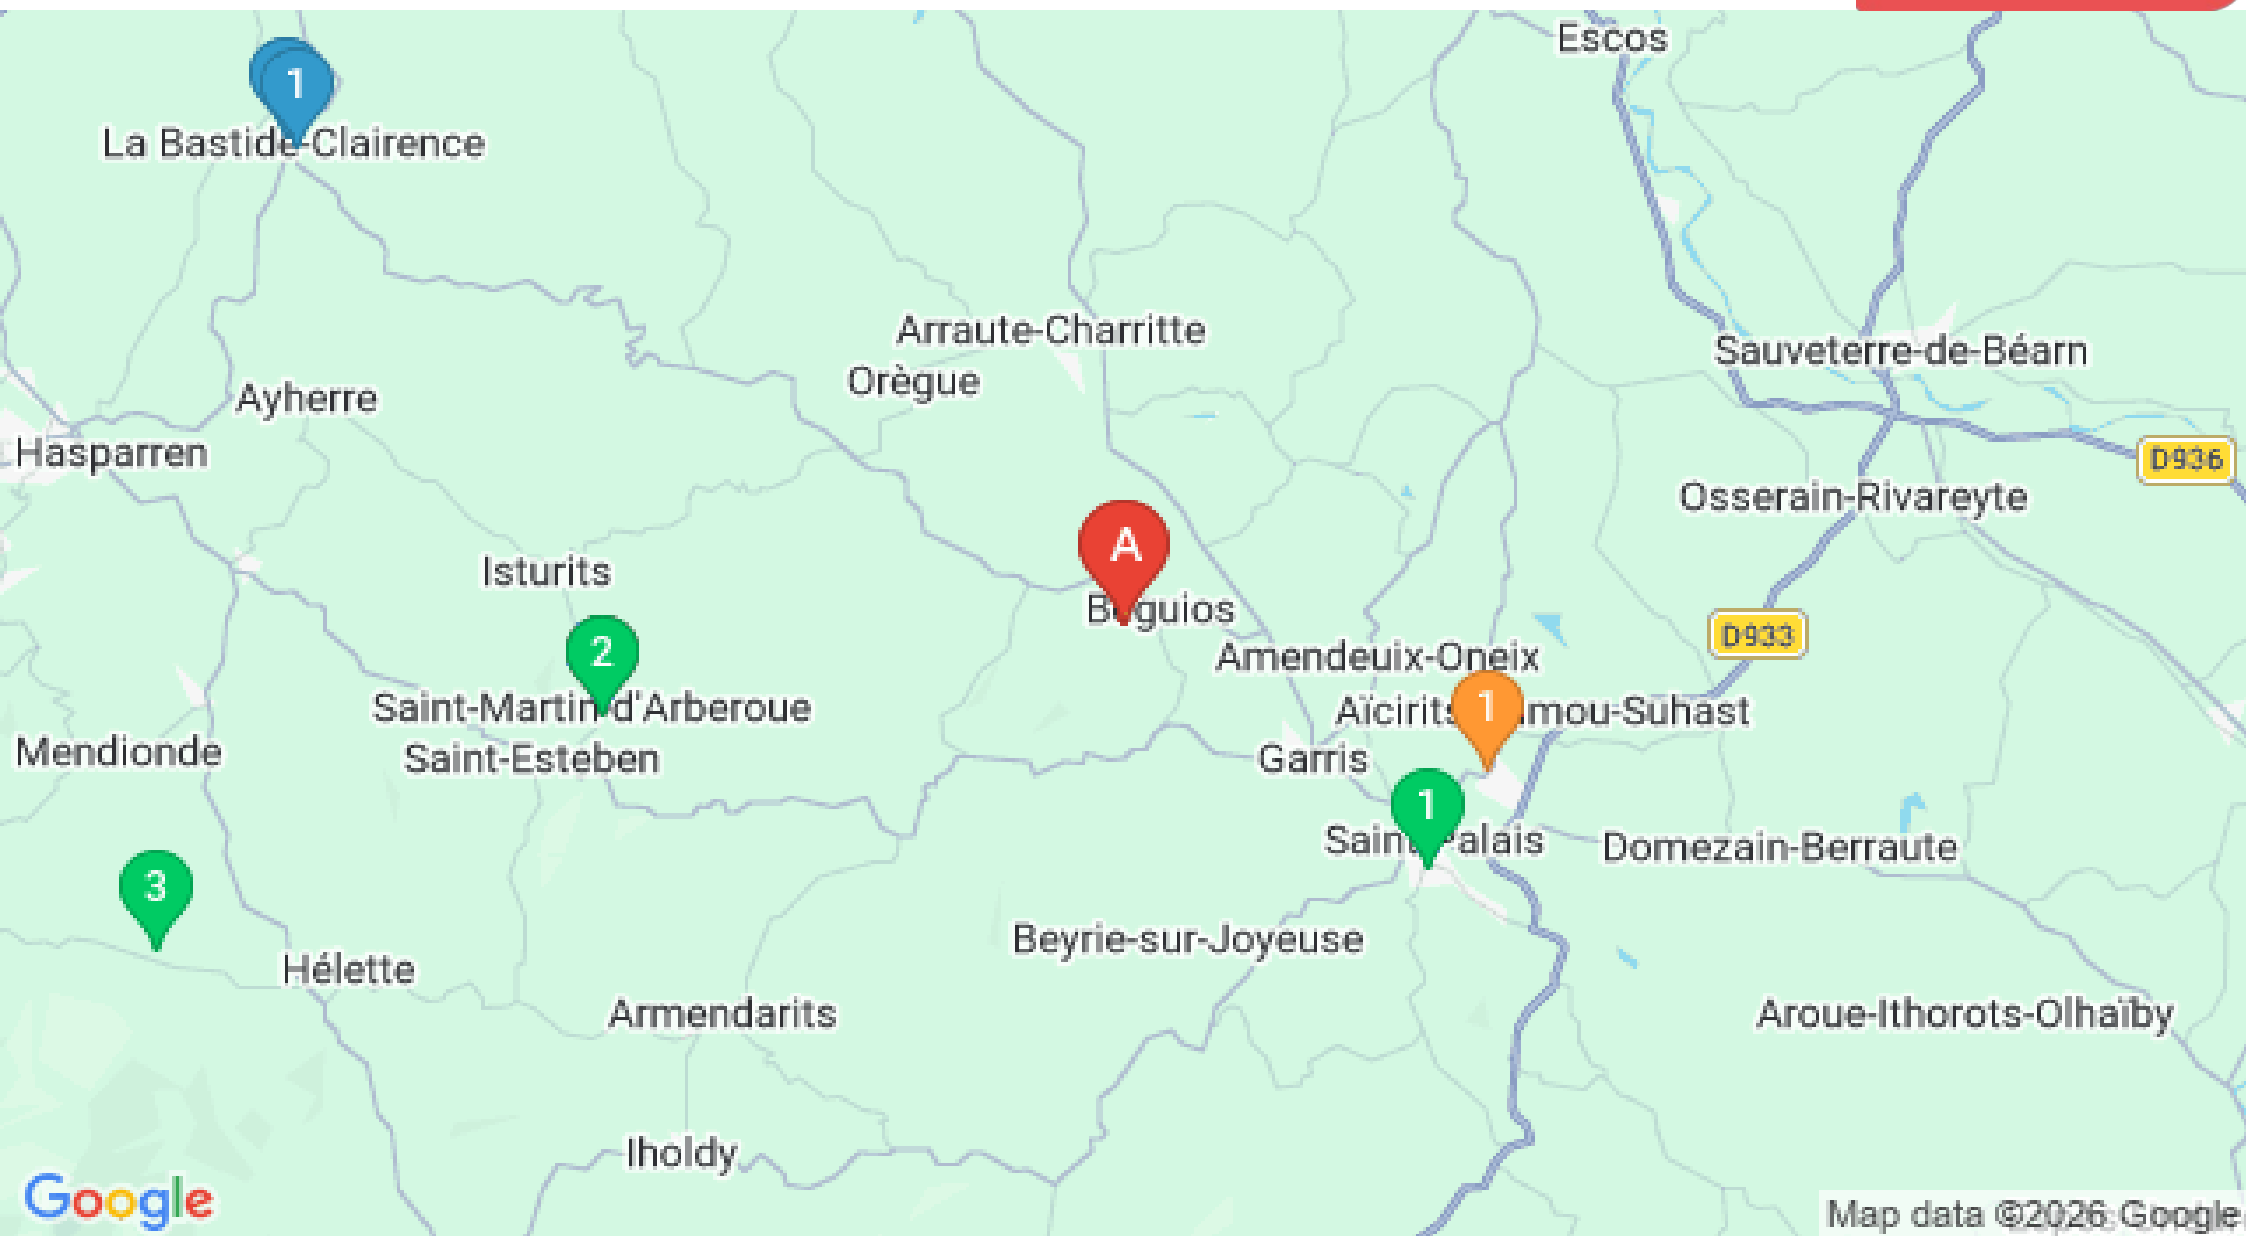 Escos
1
La Bastide-Clairence
Arraute-Charritte
Orègue
Sauveterre-de-Béarn
Ayherre
Hasparren
D936
Osserain-Rivareyte
A
Isturits
Béguios
D933
2
Amendeuix-Oneix
Saint-Martin-d'Arberoue
1
Mendionde
Saint-Esteben
Garris
1
Domezain-Berraute
3
Beyrie-sur-Joyeuse
Hélette
Armendarits
Aroue-Ithorots-Olhaïby
Iholdy
Google
Map data ©2026 Google